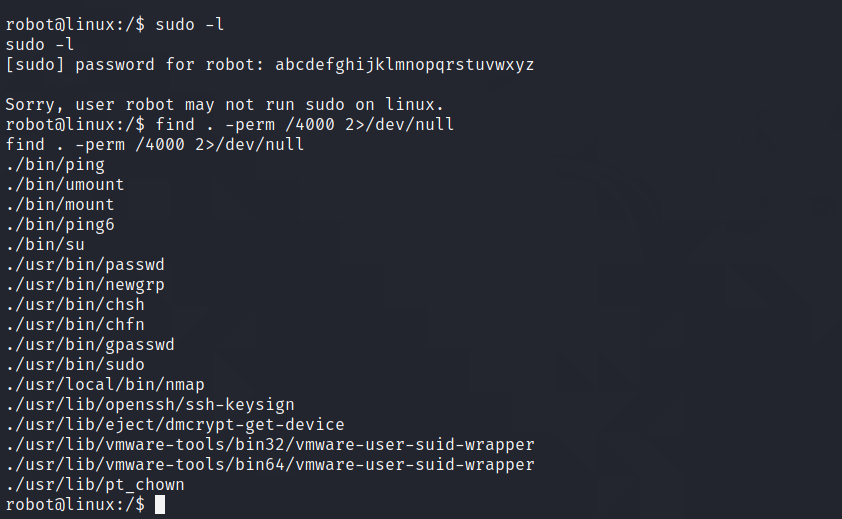 robot@linux:/$ sudo -l
sudo -l
[sudo] password for robot: abcdefghijklmnopqrstuvwxyz
Sorry, user robot may not run sudo on linux.
robot@linux:/$ find . -perm /4000 2>/dev/null
find . -perm /4000 2>/dev/null
./bin/ping
./bin/umount
./bin/mount
./bin/ping6
./bin/su
./usr/bin/passwd
./usr/bin/newgrp
./usr/bin/chsh
./usr/bin/chfn
./usr/bin/gpasswd
./usr/bin/sudo
./usr/local/bin/nmap
./usr/lib/openssh/ssh-keysign
./usr/lib/eject/dmcrypt-get-device
./usr/lib/vmware-tools/bin32/vmware-user-suid-wrapper
./usr/lib/vmware-tools/bin64/vmware-user-suid-wrapper
./usr/lib/pt_chown
robot@linux:/$